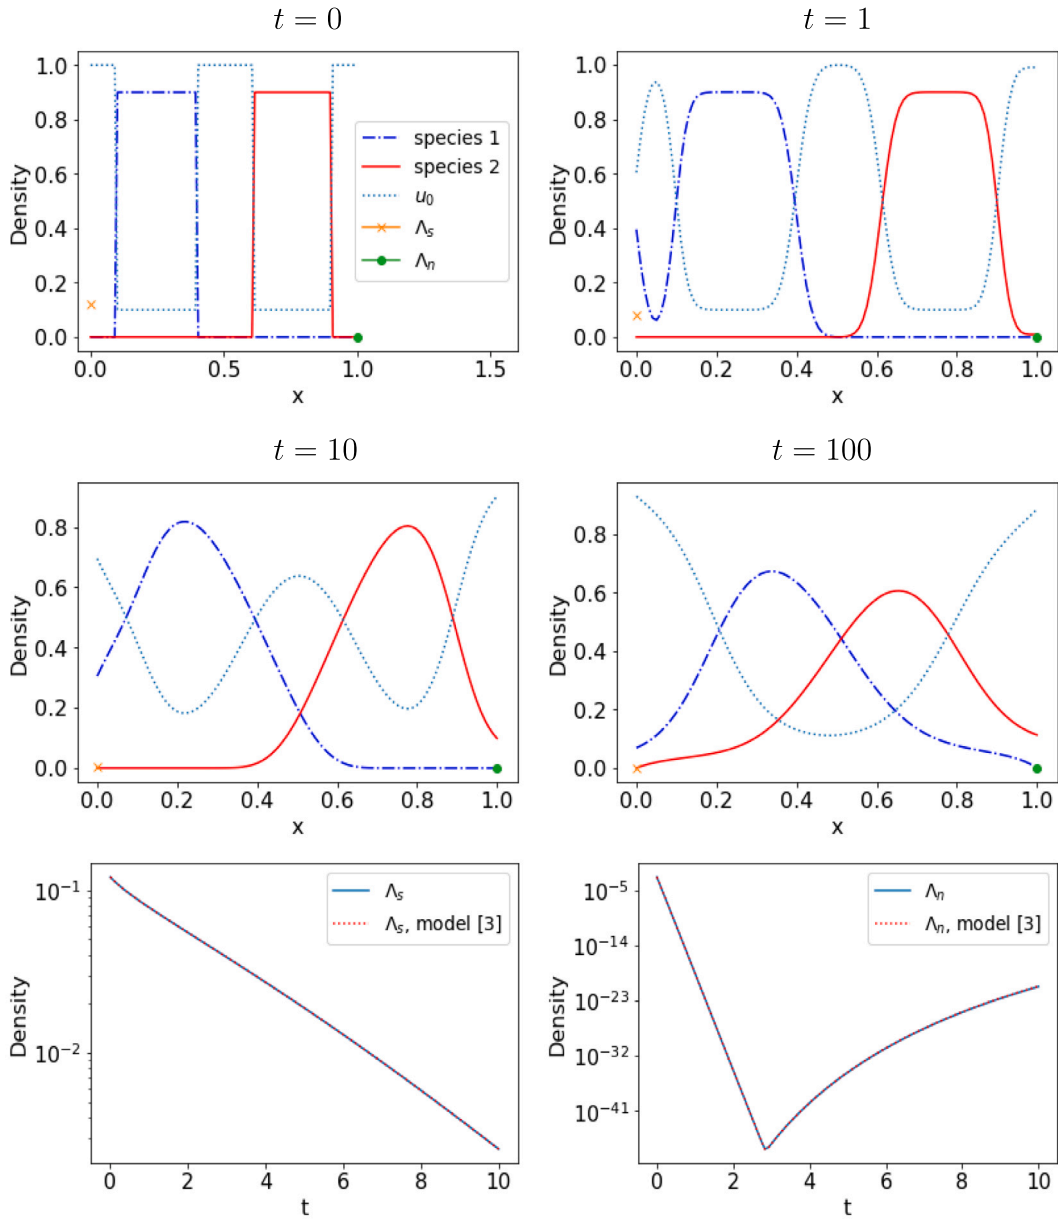 t = 0
1.0
0.8
0.6
0.4
0.2
0.0
Density
species 1
species 2
u₀
Λₛ
Λₙ
0.0 0.5 1.0 1.5
x
t = 1
1.0
0.8
0.6
0.4
0.2
0.0
Density
0.0 0.2 0.4 0.6 0.8 1.0
x
t = 10
0.8
0.6
0.4
0.2
0.0
Density
0.0 0.2 0.4 0.6 0.8 1.0
x
t = 100
0.8
0.6
0.4
0.2
0.0
Density
0.0 0.2 0.4 0.6 0.8 1.0
x
10⁻¹
10⁻²
Density
Λₛ
Λₛ, model [3]
0 2 4 6 8 10
t
10⁻⁵
10⁻¹⁴
10⁻²³
10⁻³²
10⁻⁴¹
Density
Λₙ
Λₙ, model [3]
0 2 4 6 8 10
t